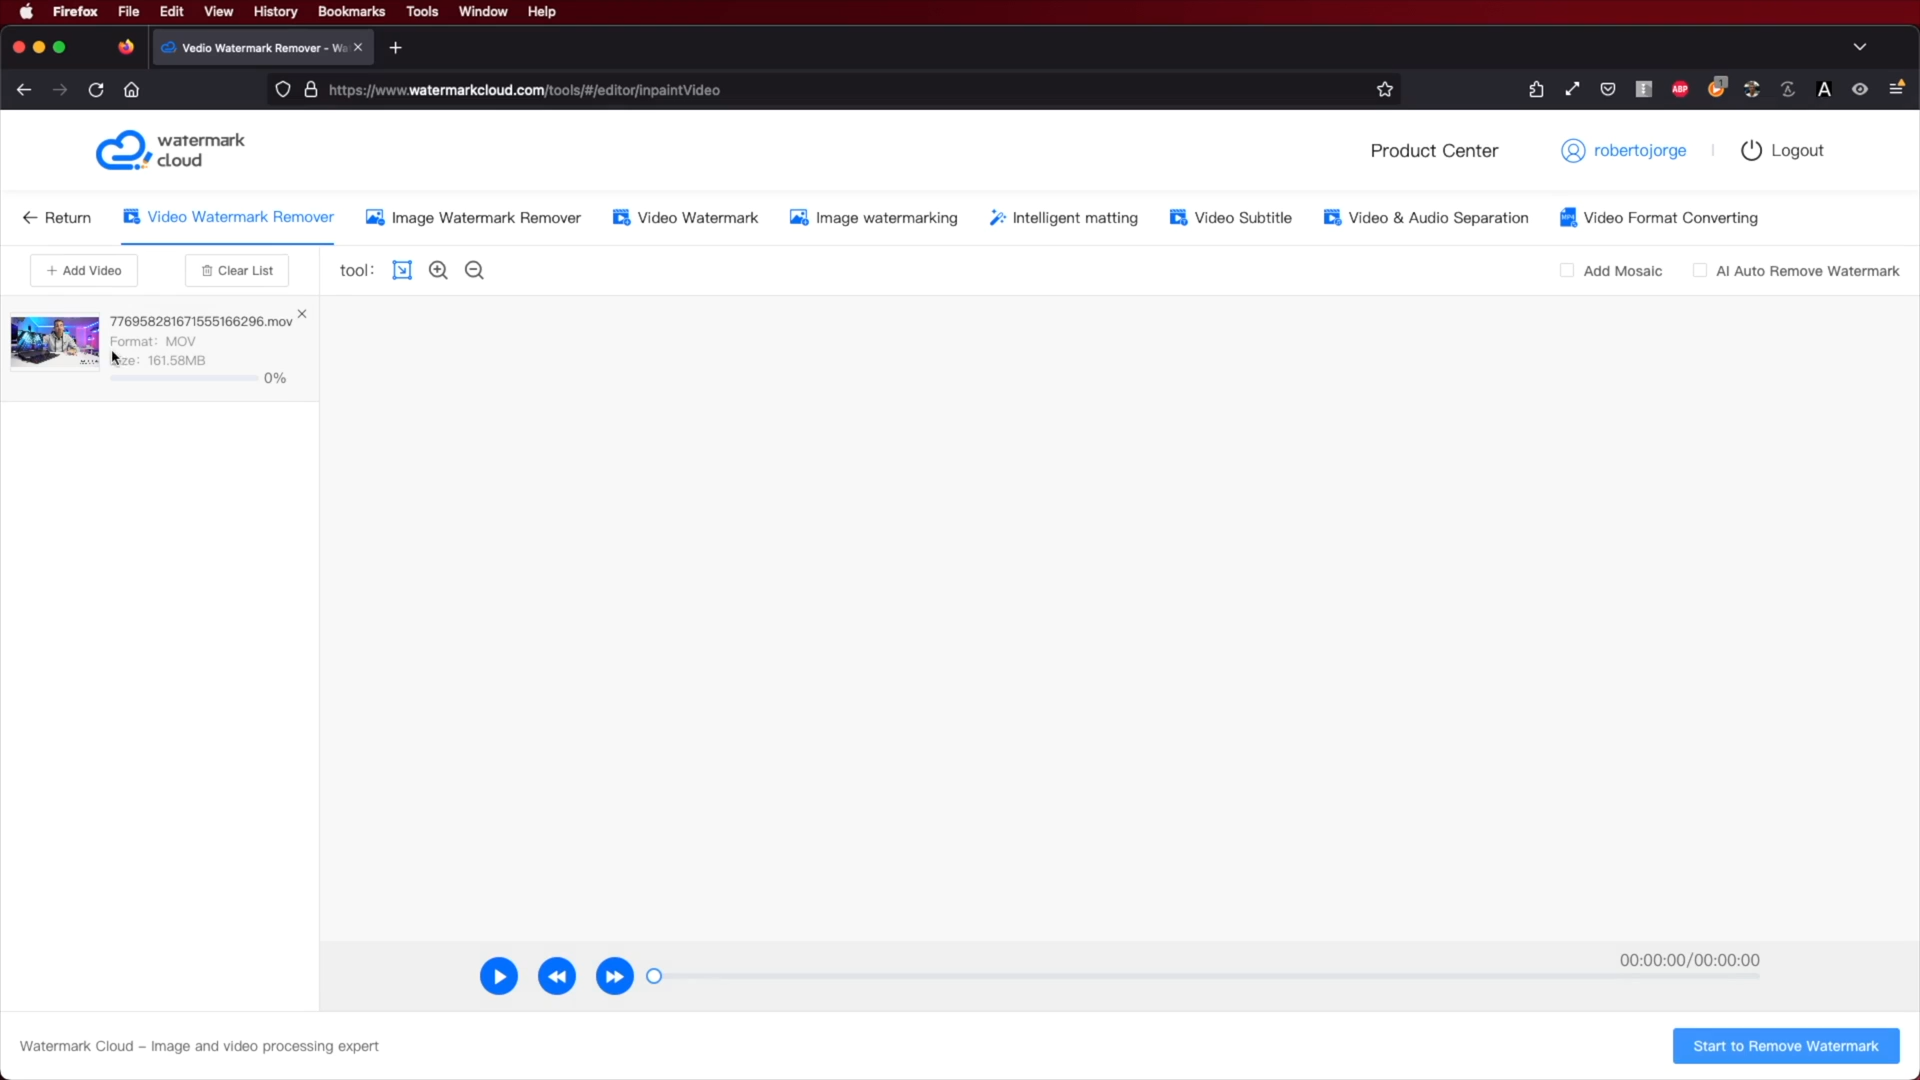 Firefox File Edit View History Bookmarks Tools Window Help
Vedio Watermark Remover - Wa
https://www.watermarkcloud.com/tools/#/editor/inpaintVideo
ABP
1
A
watermark
cloud
Product Center
robertojorge
Logout
Return
Video Watermark Remover
Image Watermark Remover
Video Watermark
Image watermarking
Intelligent matting
Video Subtitle
Video & Audio Separation
Video Format Converting
+ Add Video
Clear List
tool:
Add Mosaic
AI Auto Remove Watermark
776958281671555166296.mov
Format: MOV
161.58MB
0%
00:00:00/00:00:00
Watermark Cloud – Image and video processing expert
Start to Remove Watermark